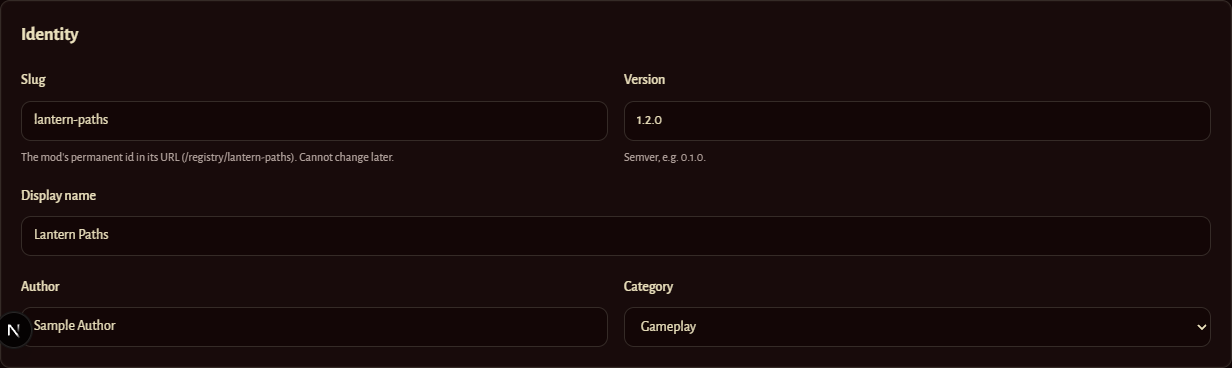 Identity
Slug
Version
lantern-paths
1.2.0
The mod's permanent id in its URL (/registry/lantern-paths). Cannot change later.
Semver, e.g. 0.1.0.
Display name
Lantern Paths
Author
Category
N
Sample Author
Gameplay